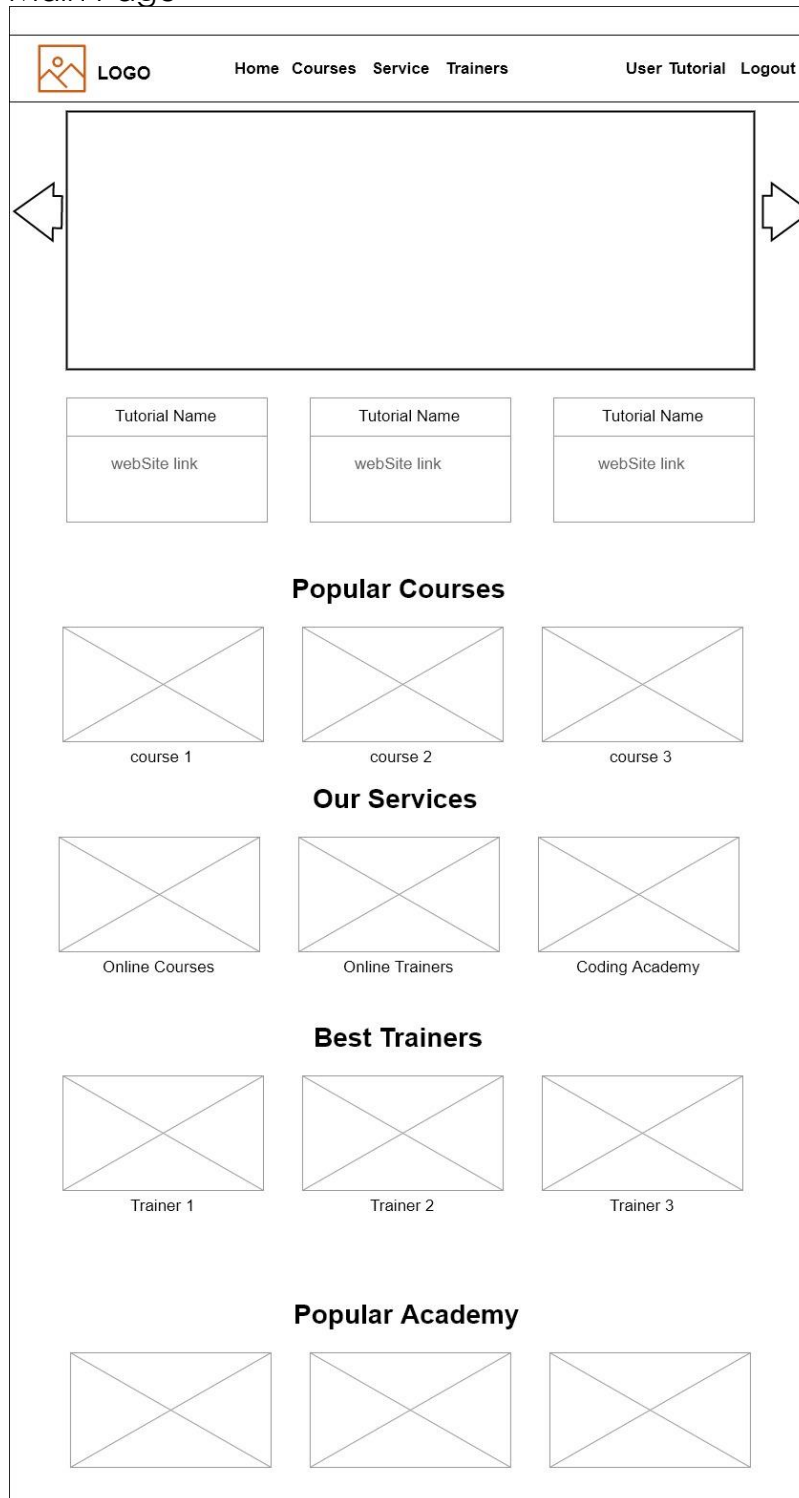 Main Page
LOGO Home Courses Service Trainers User Tutorial Logout
Tutorial Name Tutorial Name Tutorial Name
webSite link webSite link webSite link
Popular Courses
course 1 course 2 course 3
Our Services
Online Courses Online Trainers Coding Academy
Best Trainers
Trainer 1 Trainer 2 Trainer 3
Popular Academy